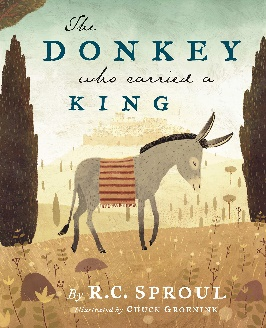 The
DONKEY
who carried a
KING
By R.C. SPROUL
Illustrated by CHUCK GROENINK